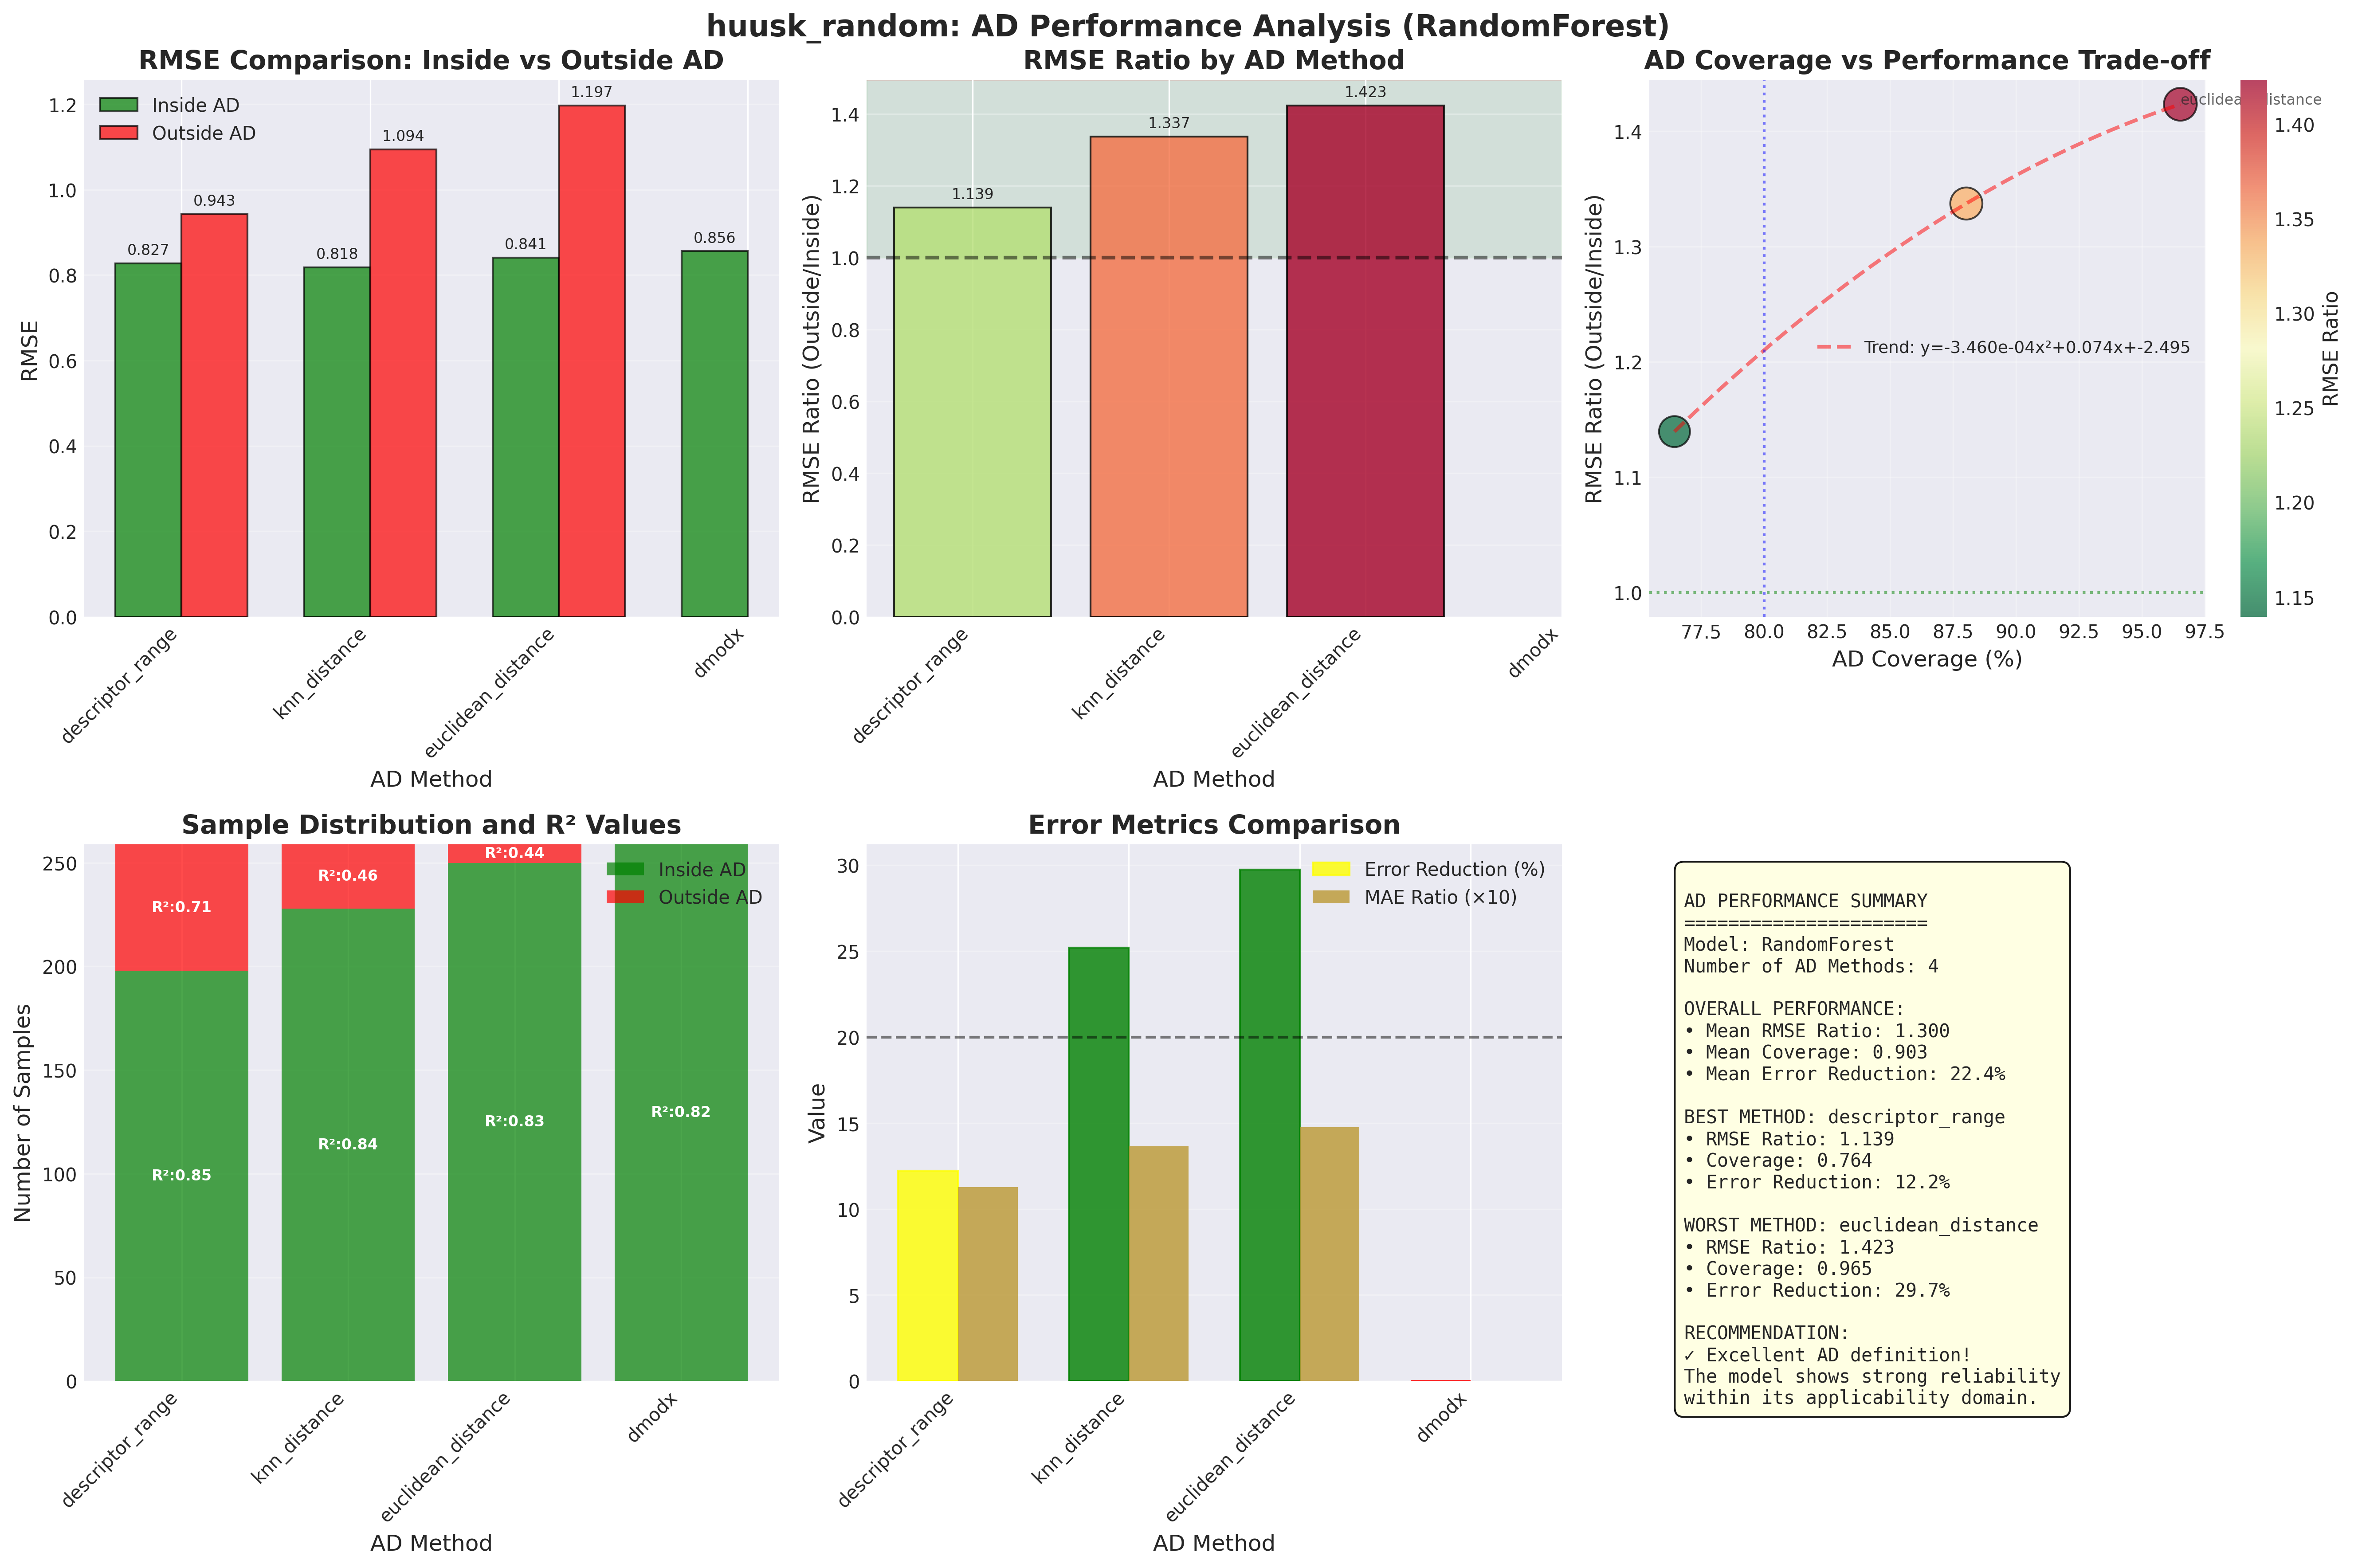 huusk_random: AD Performance Analysis (RandomForest)
RMSE Comparison: Inside vs Outside AD
Inside AD
Outside AD
1.2
1.0
0.8
0.6
0.4
0.2
0.0
RMSE
0.827
0.943
0.818
1.094
0.841
1.197
0.856
descriptor_range
knn_distance
euclidean_distance
dmodx
AD Method
RMSE Ratio by AD Method
1.4
1.2
1.0
0.8
0.6
0.4
0.2
0.0
RMSE Ratio (Outside/Inside)
1.139
1.337
1.423
descriptor_range
knn_distance
euclidean_distance
dmodx
AD Method
AD Coverage vs Performance Trade-off
1.4
1.3
1.2
1.1
1.0
RMSE Ratio (Outside/Inside)
Trend: y=-3.460e-04x²+0.074x+-2.495
77.5 80.0 82.5 85.0 87.5 90.0 92.5 95.0 97.5
AD Coverage (%)
1.40
1.35
1.30
1.25
1.20
1.15
RMSE Ratio
Sample Distribution and R² Values
Inside AD
Outside AD
250
200
150
100
50
0
Number of Samples
R²:0.71
R²:0.85
R²:0.46
R²:0.84
R²:0.44
R²:0.83
R²:0.82
descriptor_range
knn_distance
euclidean_distance
dmodx
AD Method
Error Metrics Comparison
Error Reduction (%)
MAE Ratio (×10)
30
25
20
15
10
5
0
Value
descriptor_range
knn_distance
euclidean_distance
dmodx
AD Method
AD PERFORMANCE SUMMARY
======================
Model: RandomForest
Number of AD Methods: 4
OVERALL PERFORMANCE:
• Mean RMSE Ratio: 1.300
• Mean Coverage: 0.903
• Mean Error Reduction: 22.4%
BEST METHOD: descriptor_range
• RMSE Ratio: 1.139
• Coverage: 0.764
• Error Reduction: 12.2%
WORST METHOD: euclidean_distance
• RMSE Ratio: 1.423
• Coverage: 0.965
• Error Reduction: 29.7%
RECOMMENDATION:
✓ Excellent AD definition!
The model shows strong reliability
within its applicability domain.